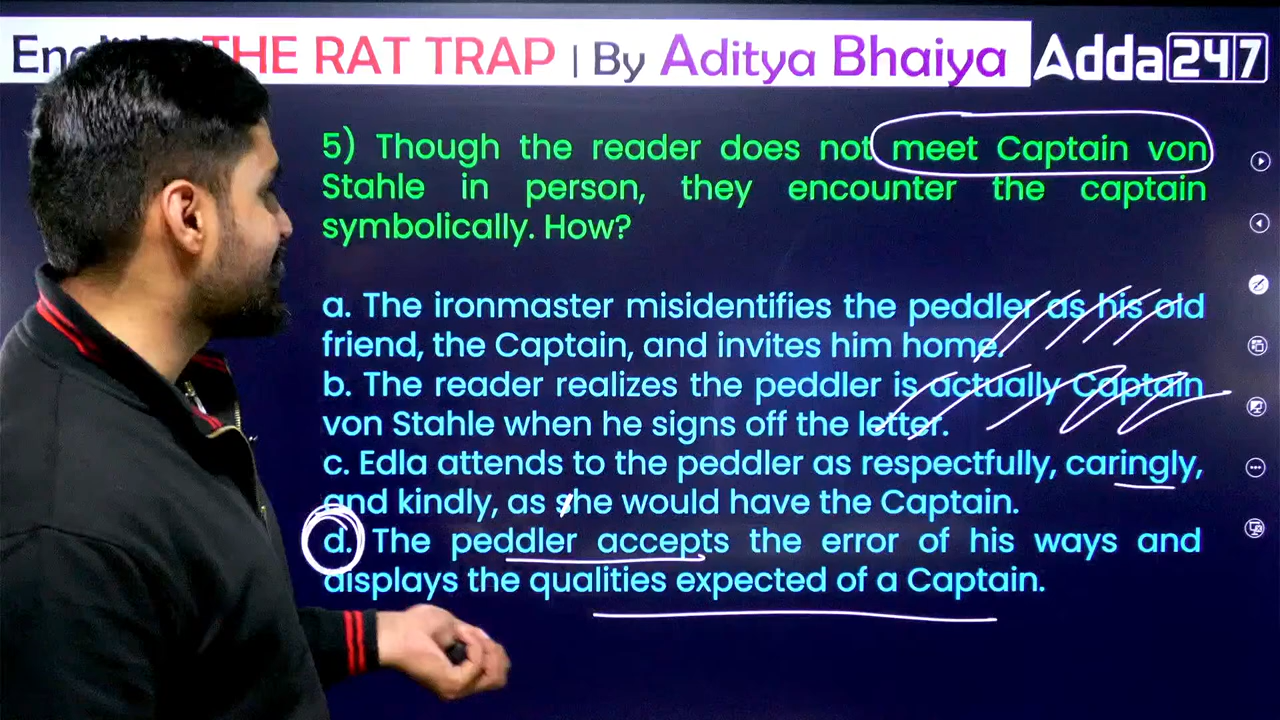 THE RAT TRAP | By Aditya Bhaiya Adda247
5) Though the reader does not meet Captain von
Stahle in person, they encounter the captain
symbolically. How?
a. The ironmaster misidentifies the peddler as his old
friend, the Captain, and invites him home.
b. The reader realizes the peddler is actually Captain
von Stahle when he signs off the letter.
c. Edla attends to the peddler as respectfully, caringly,
and kindly, as she would have the Captain.
d. The peddler accepts the error of his ways and
displays the qualities expected of a Captain.